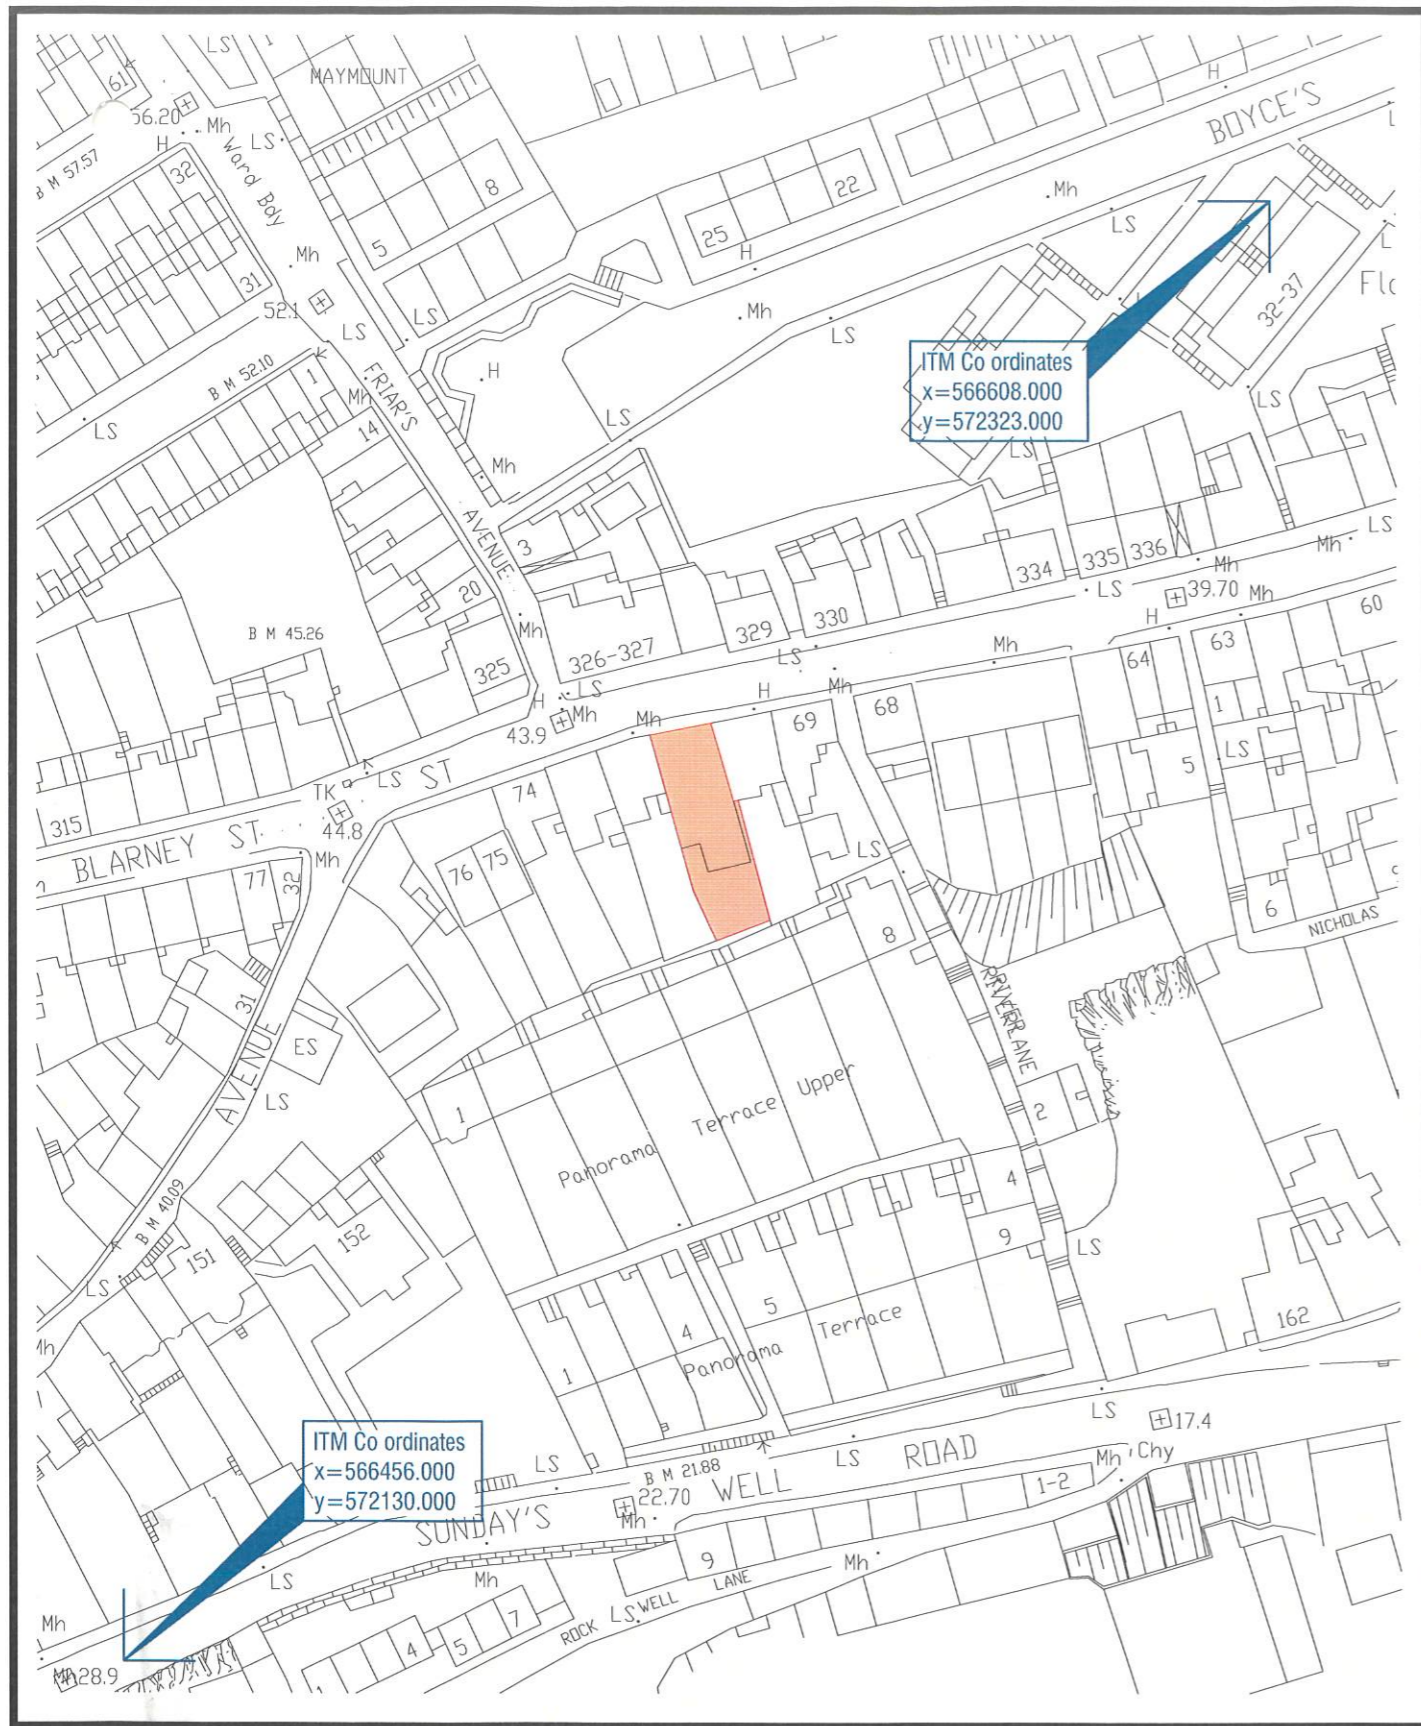 LS
MAYMOUNT
61
56.20
Mh
H
LS
BOYCE'S
H
B M 57.57
32
Ward Bdy
8
22
Mh
5
25
H
LS
31
Mh
52.1
LS
LS
Mh
LS
32-37
ITM Co ordinates
x=566608.000
y=572323.000
B M 52.10
1
Mh
FRIAR'S
AVENUE
H
LS
LS
14
LS
LS
Mh
3
20
334
335
336
Mh
Mh
LS
LS
39.70
Mh
H
60
B M 45.26
325
Mh
326-327
329
330
LS
Mh
64
63
H
LS
Mh
43.9
Mh
H
Mh
69
68
1
LS
5
315
BLARNEY ST
TK
LS
ST
44.8
Mh
74
76
75
77
32
LS
8
6
NICHOLAS
31
AVENUE
ES
LS
1
Panorama Terrace Upper
RIVER LANE
2
4
9
LS
B M 40.09
151
152
LS
Mh
5
4
1
Panorama Terrace
162
LS
17.4
ITM Co ordinates
x=566456.000
y=572130.000
LS
B M 21.88
LS
SUNDAY'S WELL ROAD
22.70
Mh
Mh
Chy
1-2
9
Mh
LS
Mh
ROCK WELL LANE
LS
4
5
7
Mh
28.9